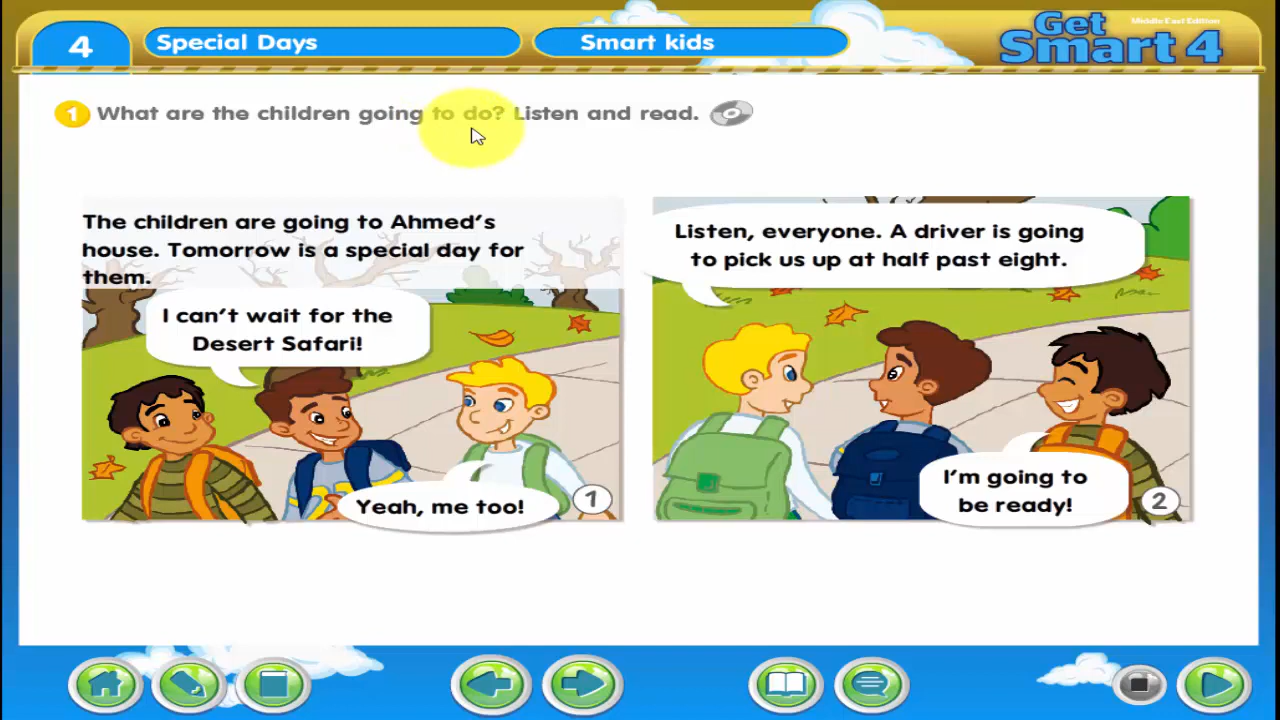 4
Special Days
Smart kids
Middle East Edition
Get
Smart 4
1 What are the children going to do? Listen and read.
The children are going to Ahmed's
house. Tomorrow is a special day for
them.
I can't wait for the
Desert Safari!
Yeah, me too!
1
Listen, everyone. A driver is going
to pick us up at half past eight.
I'm going to
be ready!
2